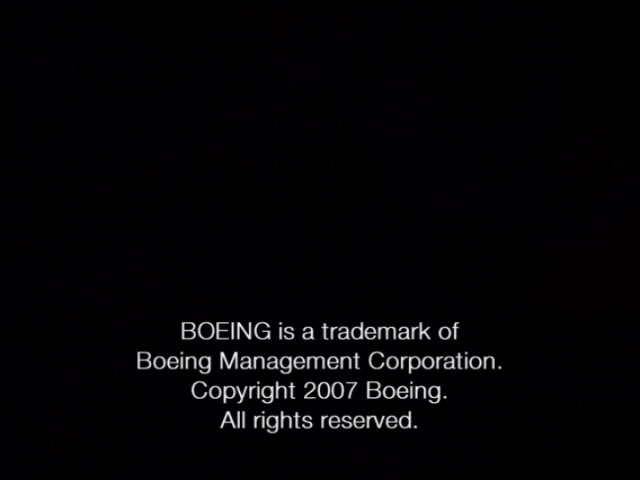 BOEING is a trademark of
Boeing Management Corporation.
Copyright 2007 Boeing.
All rights reserved.